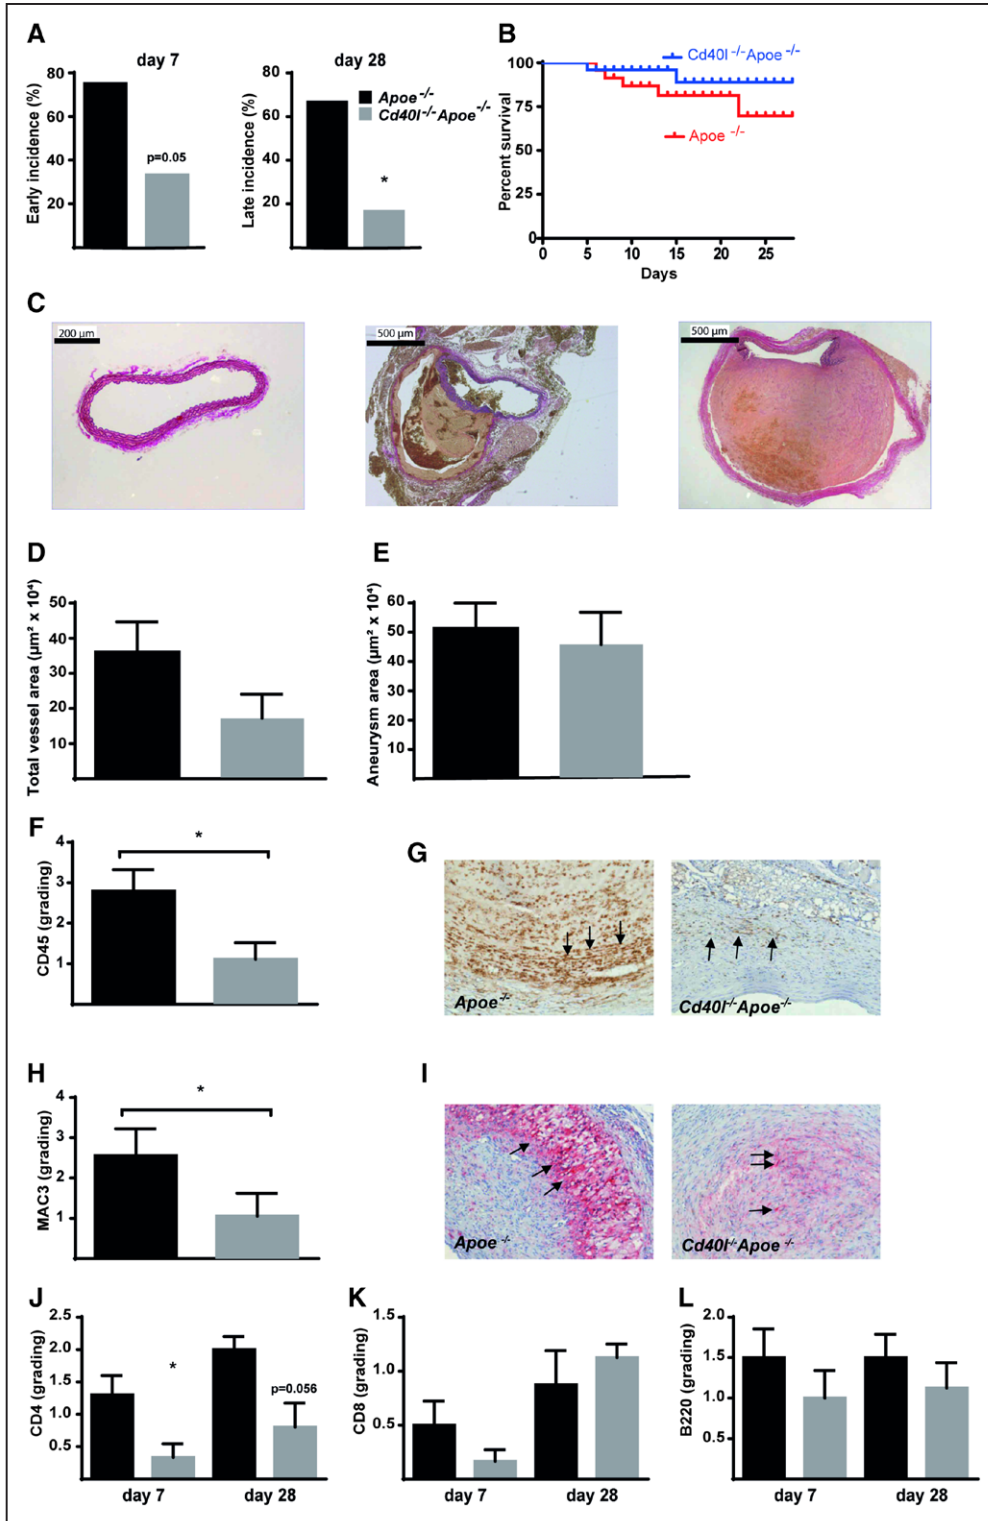 A
day 7
day 28
Early incidence (%)
80
60
40
20
p=0.05
Late incidence (%)
80
60
40
20
*
Apoe-/-
Cd40l-/-Apoe-/-
B
Cd40l -/-Apoe -/-
Apoe -/-
Percent survival
100
75
50
25
0
0 5 10 15 20 25
Days
C
200 µm
500 µm
500 µm
D
Total vessel area (µm² x 10⁴)
50
40
30
20
10
E
Aneurysm area (µm² x 10⁴)
60
50
40
30
20
10
F
CD45 (grading)
4
3
2
1
*
G
Apoe-/-
Cd40l-/-Apoe-/-
H
MAC3 (grading)
4
3
2
1
*
I
Apoe -/-
Cd40l-/-Apoe -/-
J
CD4 (grading)
2.5
2.0
1.5
1.0
0.5
*
p=0.056
day 7 day 28
K
CD8 (grading)
1.5
1.0
0.5
day 7 day 28
L
B220 (grading)
2.0
1.5
1.0
0.5
day 7 day 28